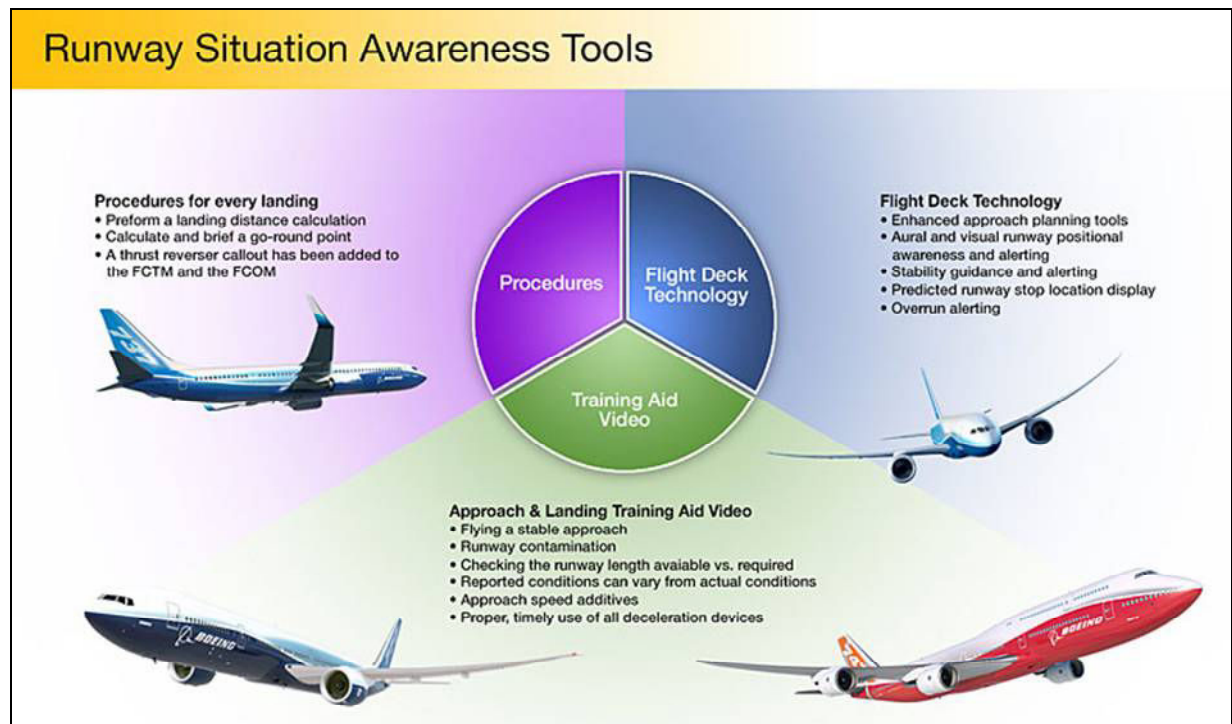 Runway Situation Awareness Tools
Procedures for every landing
• Preform a landing distance calculation
• Calculate and brief a go-round point
• A thrust reverser callout has been added to
the FCTM and the FCOM
Procedures
Flight Deck
Technology
Training Aid
Video
Flight Deck Technology
• Enhanced approach planning tools
• Aural and visual runway positional
awareness and alerting
• Stability guidance and alerting
• Predicted runway stop location display
• Overrun alerting
737
BOEING
Approach & Landing Training Aid Video
• Flying a stable approach
• Runway contamination
• Checking the runway length avaiable vs. required
• Reported conditions can vary from actual conditions
• Approach speed additives
• Proper, timely use of all deceleration devices
BOEING
747
BOEING